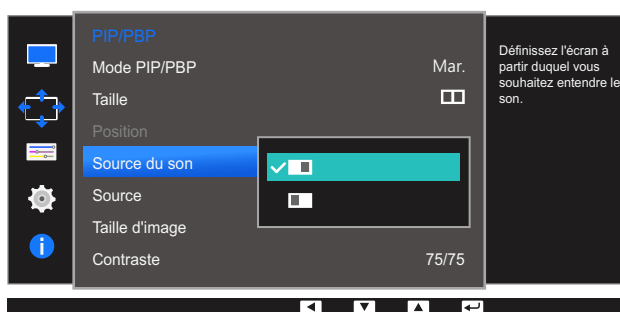 PIP/PBP
Mode PIP/PBP Mar.
Taille
Position
Source du son
Source
Taille d'image
Contraste 75/75
Définissez l'écran à
partir duquel vous
souhaitez entendre le
son.